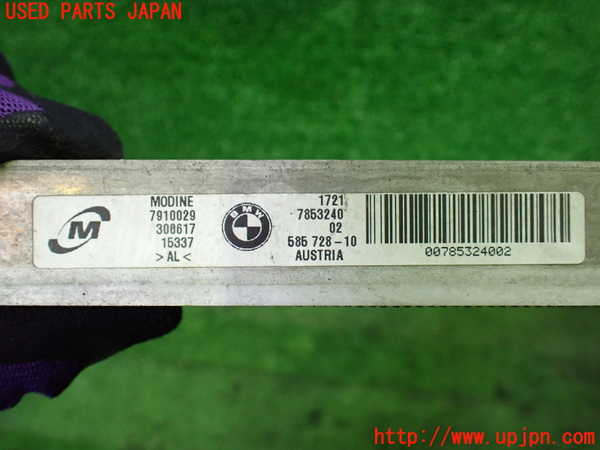 USED PARTS JAPAN
M
MODINE
7910029
308617
15337
>AL<
BMW
1721
7853240
02
585 728-10
AUSTRIA
00785324002
http://www.upjpn.com/